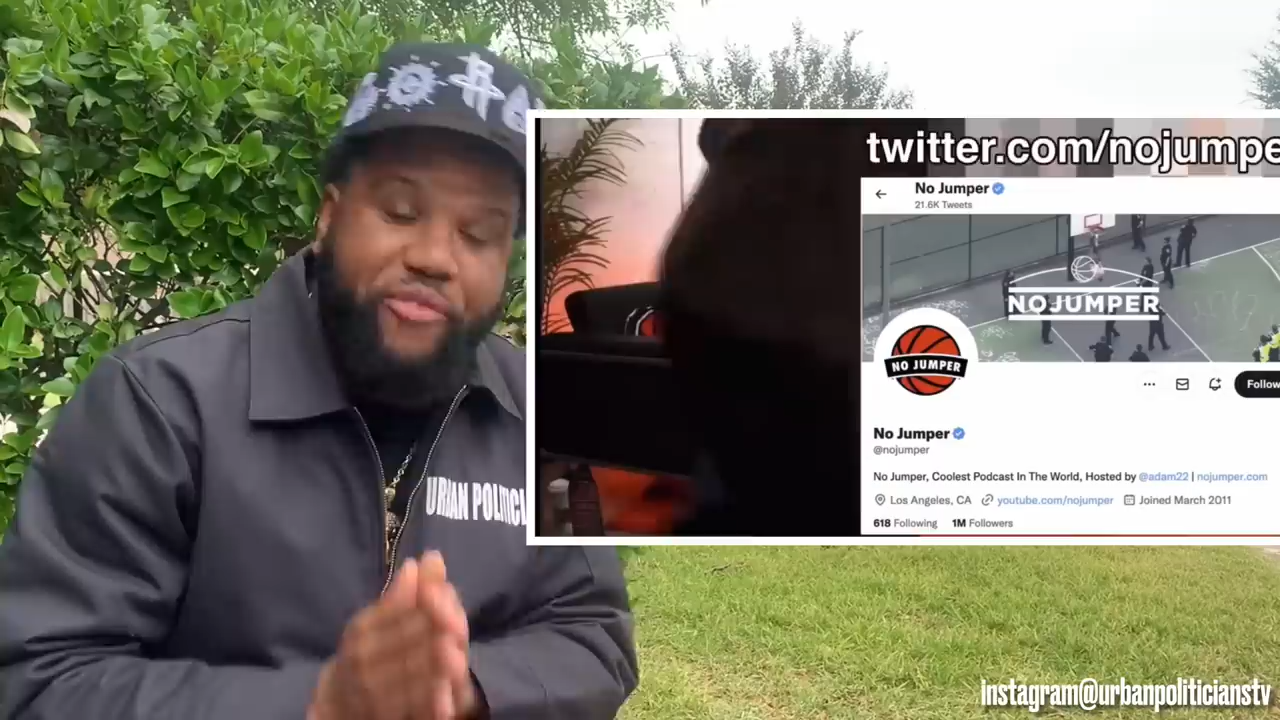 URBAN POLITICI
twitter.com/nojumpe
No Jumper
21.6K Tweets
NOJUMPER
NO JUMPER
Follow
No Jumper
@nojumper
No Jumper, Coolest Podcast In The World, Hosted by @adam22 | nojumper.com
Los Angeles, CA youtube.com/nojumper Joined March 2011
618 Following 1M Followers
instagram@urbanpoliticianstv